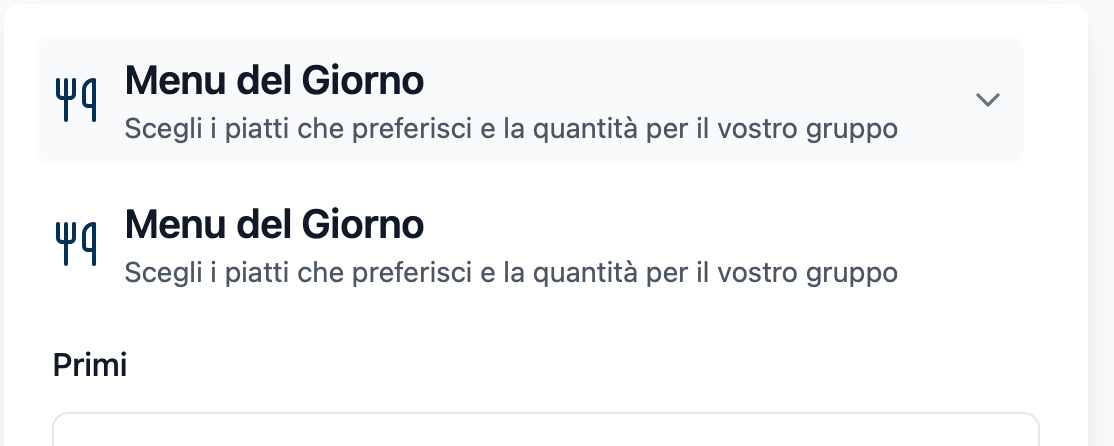 Menu del Giorno
Scegli i piatti che preferisci e la quantità per il vostro gruppo
Menu del Giorno
Scegli i piatti che preferisci e la quantità per il vostro gruppo
Primi